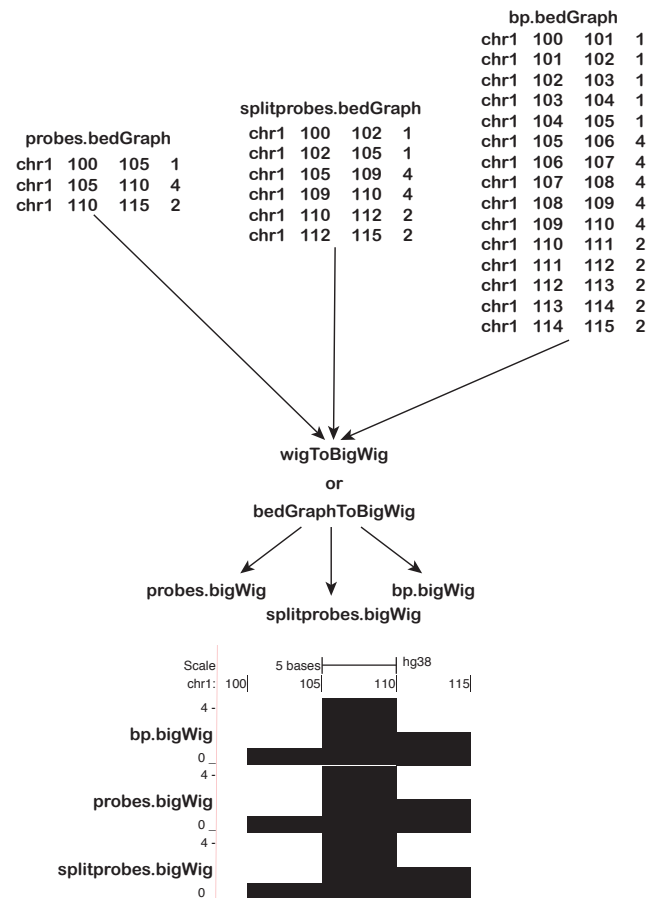 bp.bedGraph
chr1 100 101 1
chr1 101 102 1
chr1 102 103 1
chr1 103 104 1
chr1 104 105 1
chr1 105 106 4
chr1 106 107 4
chr1 107 108 4
chr1 108 109 4
chr1 109 110 4
chr1 110 111 2
chr1 111 112 2
chr1 112 113 2
chr1 113 114 2
chr1 114 115 2
splitprobes.bedGraph
chr1 100 102 1
chr1 102 105 1
chr1 105 109 4
chr1 109 110 4
chr1 110 112 2
chr1 112 115 2
probes.bedGraph
chr1 100 105 1
chr1 105 110 4
chr1 110 115 2
wigToBigWig
or
bedGraphToBigWig
probes.bigWig
bp.bigWig
splitprobes.bigWig
Scale 5 bases hg38
chr1: 100 105 110 115
4 -
bp.bigWig
0 _
4 -
probes.bigWig
0 _
4 -
splitprobes.bigWig
0